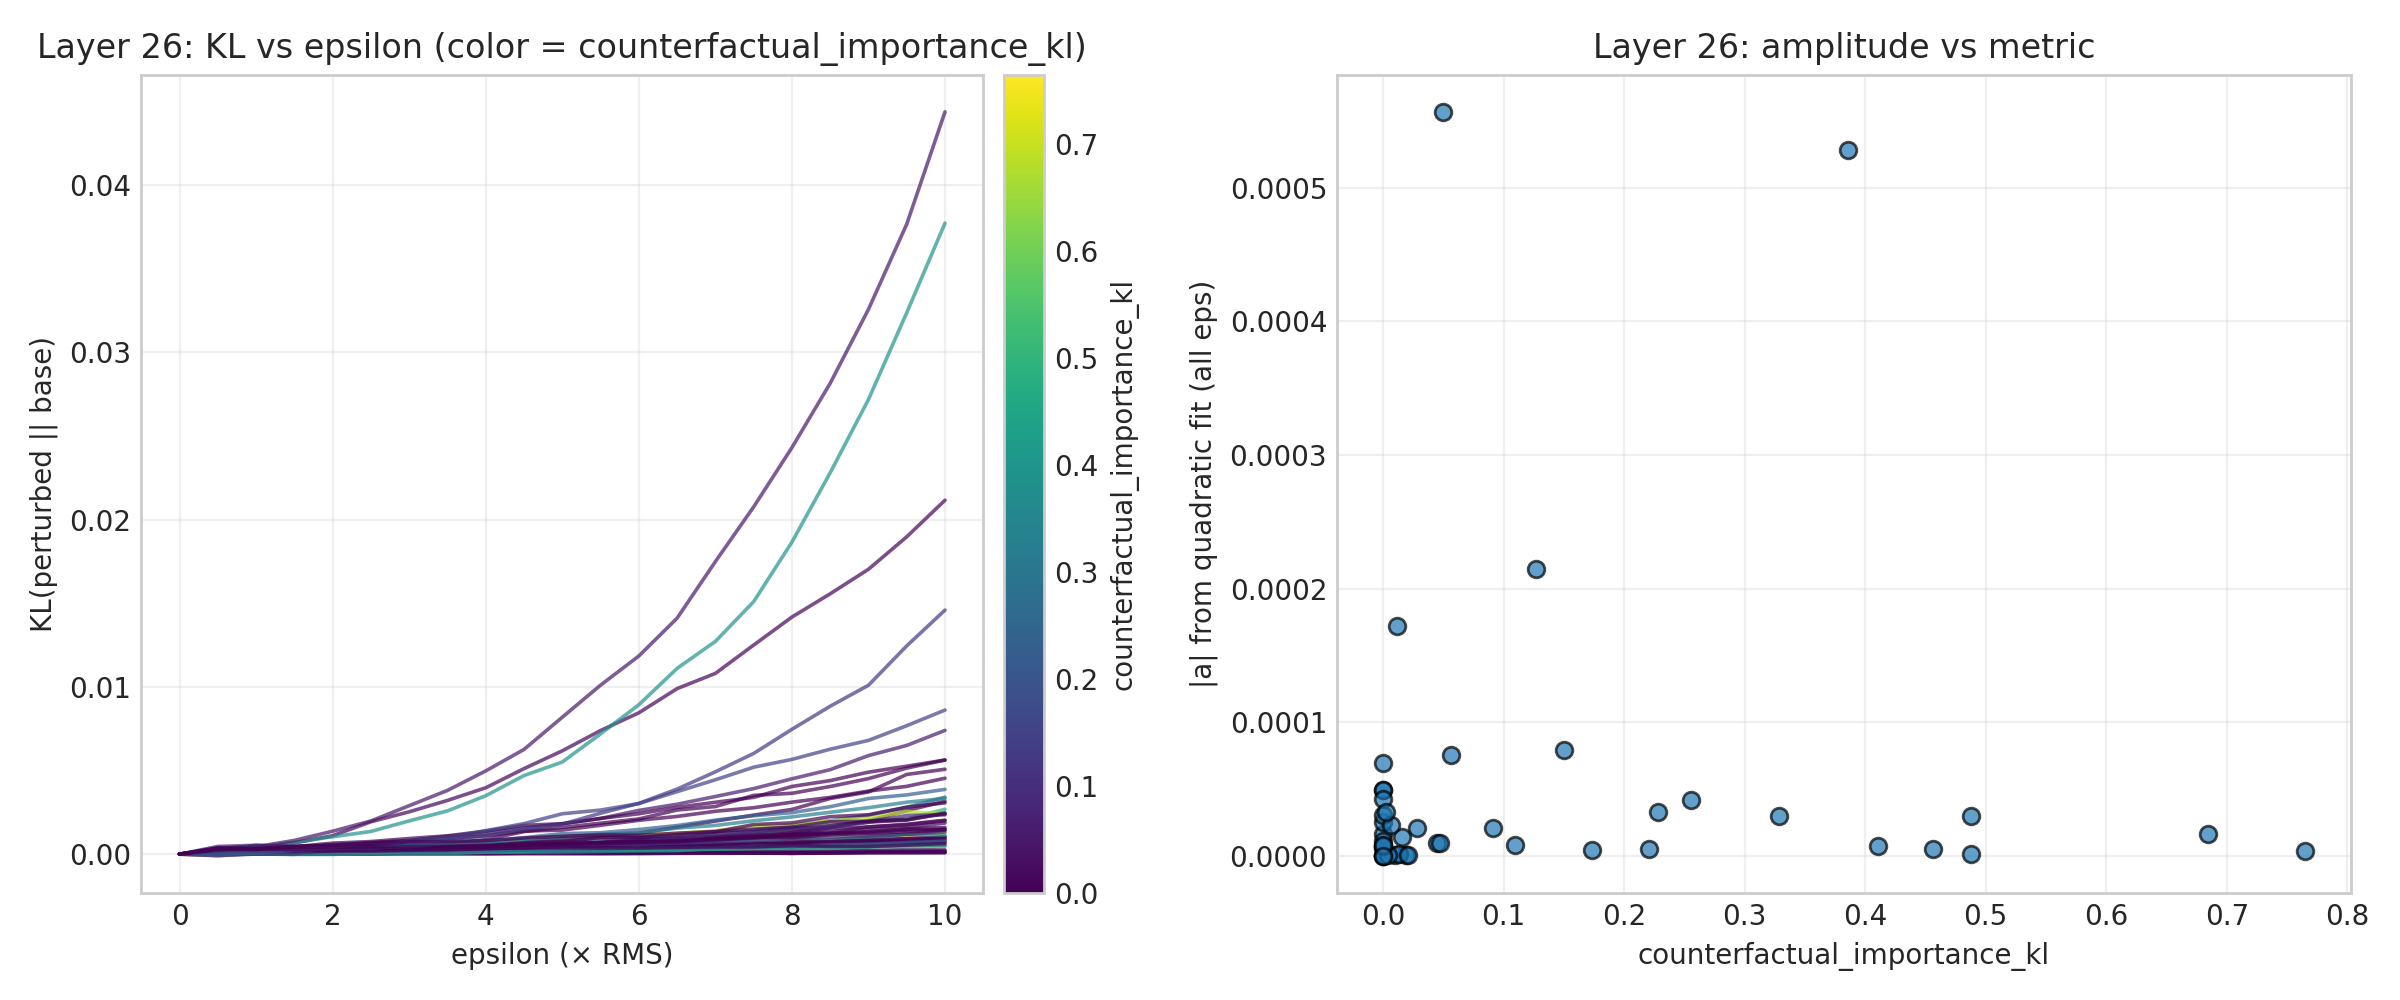 Layer 26: KL vs epsilon (color = counterfactual_importance_kl)
KL(perturbed || base)
0.04
0.03
0.02
0.01
0.00
0 2 4 6 8 10
epsilon (× RMS)
0.7
0.6
0.5
0.4
0.3
0.2
0.1
0.0
counterfactual_importance_kl
Layer 26: amplitude vs metric
|a| from quadratic fit (all eps)
0.0005
0.0004
0.0003
0.0002
0.0001
0.0000
0.0 0.1 0.2 0.3 0.4 0.5 0.6 0.7 0.8
counterfactual_importance_kl